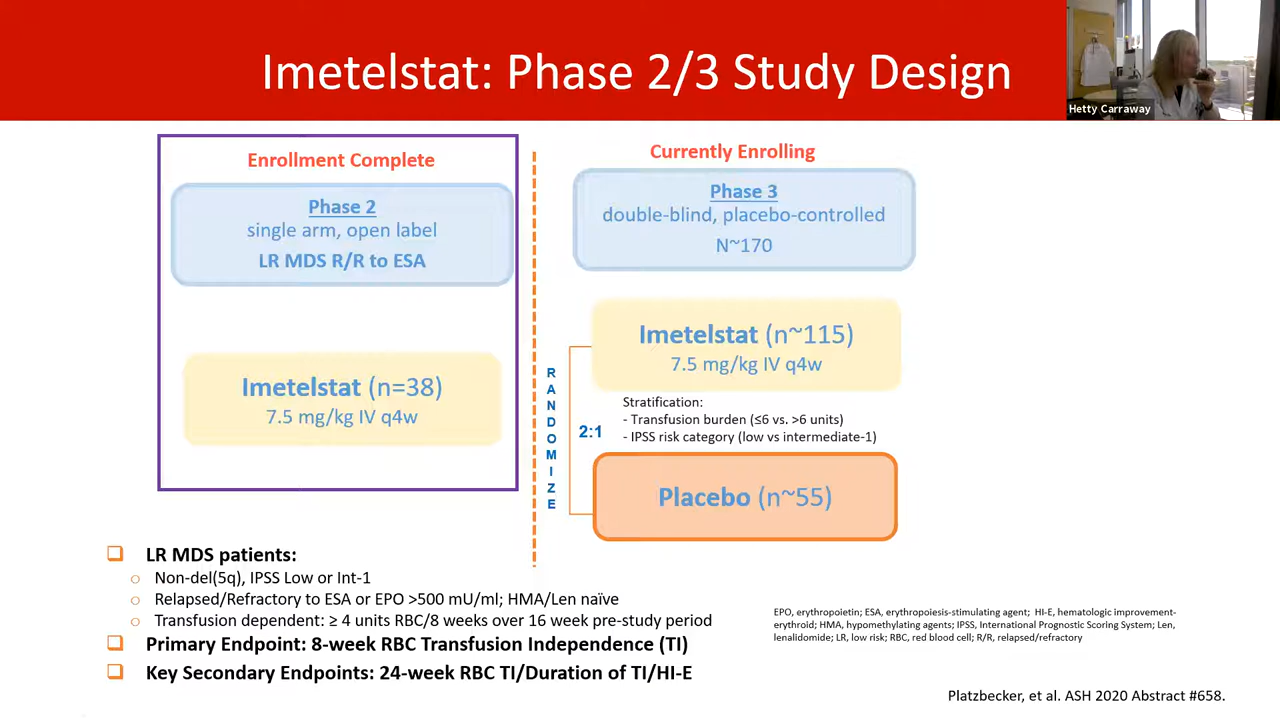 Imetelstat: Phase 2/3 Study Design
Hetty Carraway
Enrollment Complete
Phase 2
single arm, open label
LR MDS R/R to ESA
Imetelstat (n=38)
7.5 mg/kg IV q4w
Currently Enrolling
Phase 3
double-blind, placebo-controlled
N~170
RANDOMIZE
2:1
Imetelstat (n~115)
7.5 mg/kg IV q4w
Stratification:
- Transfusion burden (≤6 vs. >6 units)
- IPSS risk category (low vs intermediate-1)
Placebo (n~55)
LR MDS patients:
Non-del(5q), IPSS Low or Int-1
Relapsed/Refractory to ESA or EPO >500 mU/ml; HMA/Len naïve
Transfusion dependent: ≥ 4 units RBC/8 weeks over 16 week pre-study period
Primary Endpoint: 8-week RBC Transfusion Independence (TI)
Key Secondary Endpoints: 24-week RBC TI/Duration of TI/HI-E
EPO, erythropoietin; ESA, erythropoiesis-stimulating agent; HI-E, hematologic improvement-
erythroid; HMA, hypomethylating agents; IPSS, International Prognostic Scoring System; Len,
lenalidomide; LR, low risk; RBC, red blood cell; R/R, relapsed/refractory
Platzbecker, et al. ASH 2020 Abstract #658.